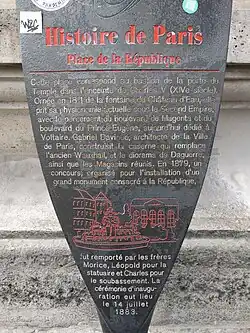 WBC
Histoire de Paris
Place de la République
Cette place correspond au bastion de la porte du
Temple dans l'enceinte de Charles V (XIVe siècle).
Ornée en 1811 de la fontaine du Château d'Eau, elle
prit sa physionomie actuelle sous le Second Empire,
avec le percement du boulevard de Magenta et du
boulevard du Prince Eugène, aujourd'hui dédié à
Voltaire. Gabriel Davioud, architecte de la Ville
de Paris, construisit la caserne qui remplaça
l'ancien Wauxhall, et le diorama de Daguerre,
ainsi que les Magasins réunis. En 1879, un
concours organisé pour l'installation d'un
grand monument consacré à la République,
fut remporté par les frères
Morice, Léopold pour la
statuaire et Charles pour
le soubassement. La
cérémonie d'inaugu-
ration eut lieu
le 14 juillet
1883.